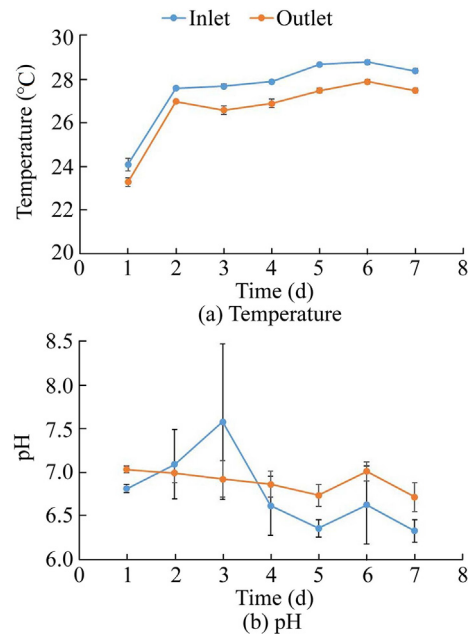 Inlet Outlet
30
28
26
24
22
20
Temperature (°C)
0 1 2 3 4 5 6 7 8
Time (d)
(a) Temperature
8.5
8.0
7.5
7.0
6.5
6.0
pH
0 1 2 3 4 5 6 7 8
Time (d)
(b) pH